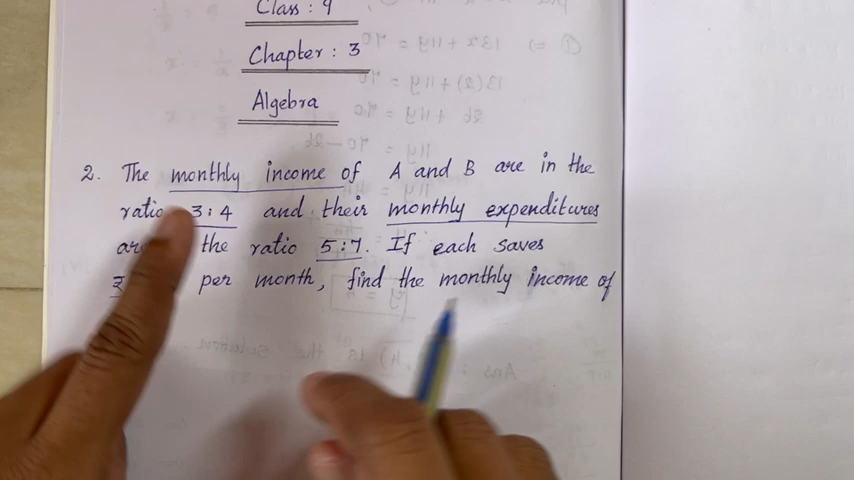 Class : 9
Chapter : 3
Algebra
2. The monthly income of A and B are in the
ratio 3:4 and their monthly expenditures
are the ratio 5:7. If each saves
₹ per month, find the monthly income of